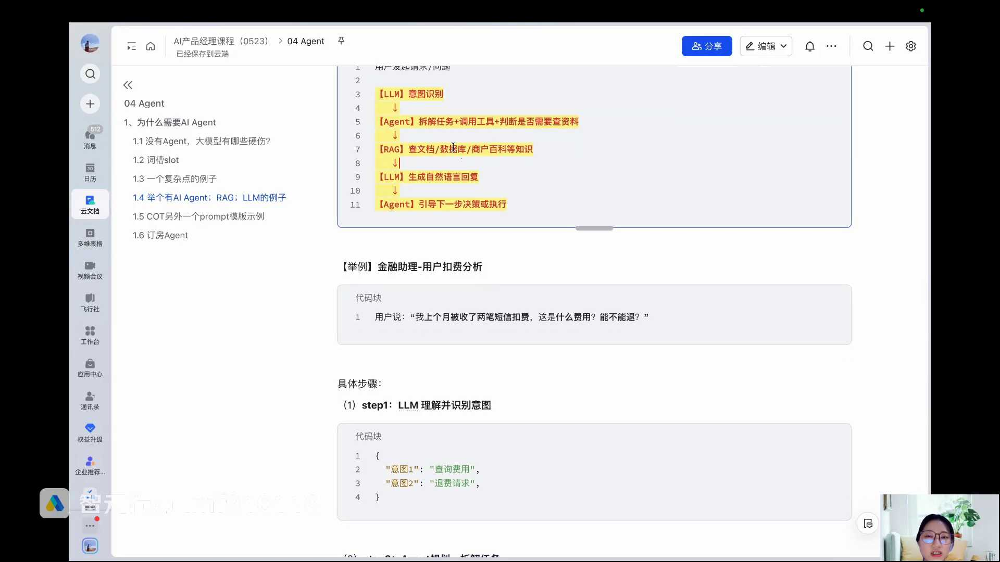 AI产品经理课程（0523） > 04 Agent
已经保存到云端
分享
编辑
512
消息
30
日历
云文档
多维表格
视频会议
飞行社
工作台
应用中心
通讯录
权益升级
企业推荐...
04 Agent
1、为什么需要AI Agent
1.1 没有Agent，大模型有哪些硬伤？
1.2 词槽slot
1.3 一个复杂点的例子
1.4 举个有AI Agent；RAG；LLM的例子
1.5 COT另外一个prompt模版示例
1.6 订房Agent
1 用户发起请求/问题
2
3 【LLM】意图识别
4 ↓
5 【Agent】拆解任务+调用工具+判断是否需要查资料
6 ↓
7 【RAG】查文档/数据库/商户百科等知识
8 ↓
9 【LLM】生成自然语言回复
10 ↓
11 【Agent】引导下一步决策或执行
【举例】金融助理-用户扣费分析
代码块
1 用户说：“我上个月被收了两笔短信扣费，这是什么费用？能不能退？”
具体步骤：
（1）step1：LLM 理解并识别意图
代码块
1 {
2 "意图1": "查询费用",
3 "意图2": "退费请求",
4 }